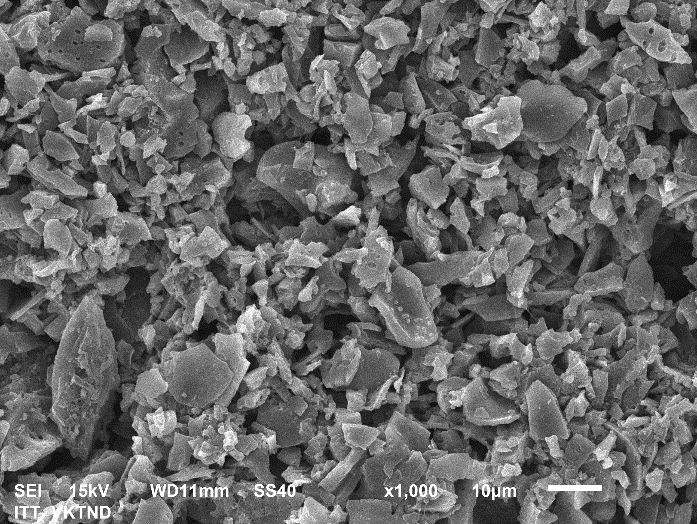 SEI 15kV WD11mm SS40 x1,000 10µm
ITT- VKTND